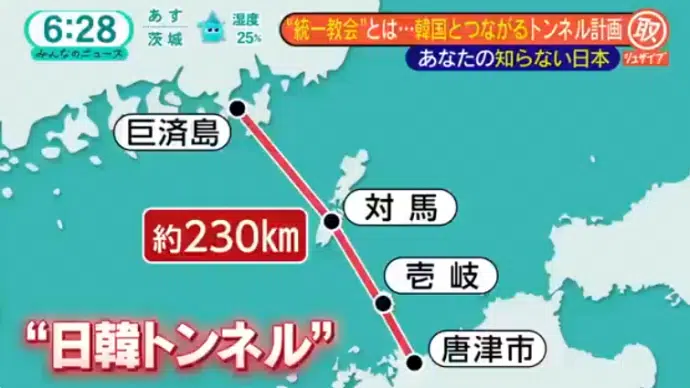 6:28
みんなのニュース
あす
茨城
湿度
25%
“統一教会”とは…韓国とつながるトンネル計画
あなたの知らない日本
取
シュザイブ
巨済島
対馬
約230km
壱岐
“日韓トンネル”
唐津市